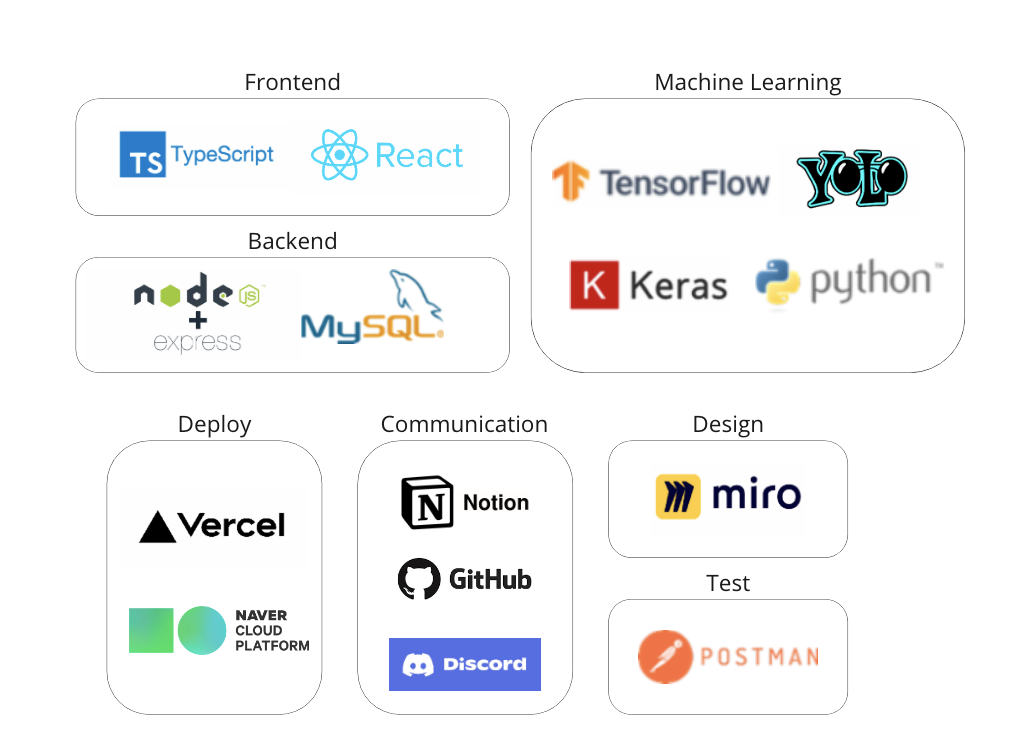 Frontend
TS TypeScript
React
Machine Learning
TensorFlow
YOLO
Keras
python™
Backend
node JS™
+
express
MySQL®
Deploy
Vercel
NAVER
CLOUD
PLATFORM
Communication
N Notion
GitHub
Discord
Design
miro
Test
POSTMAN